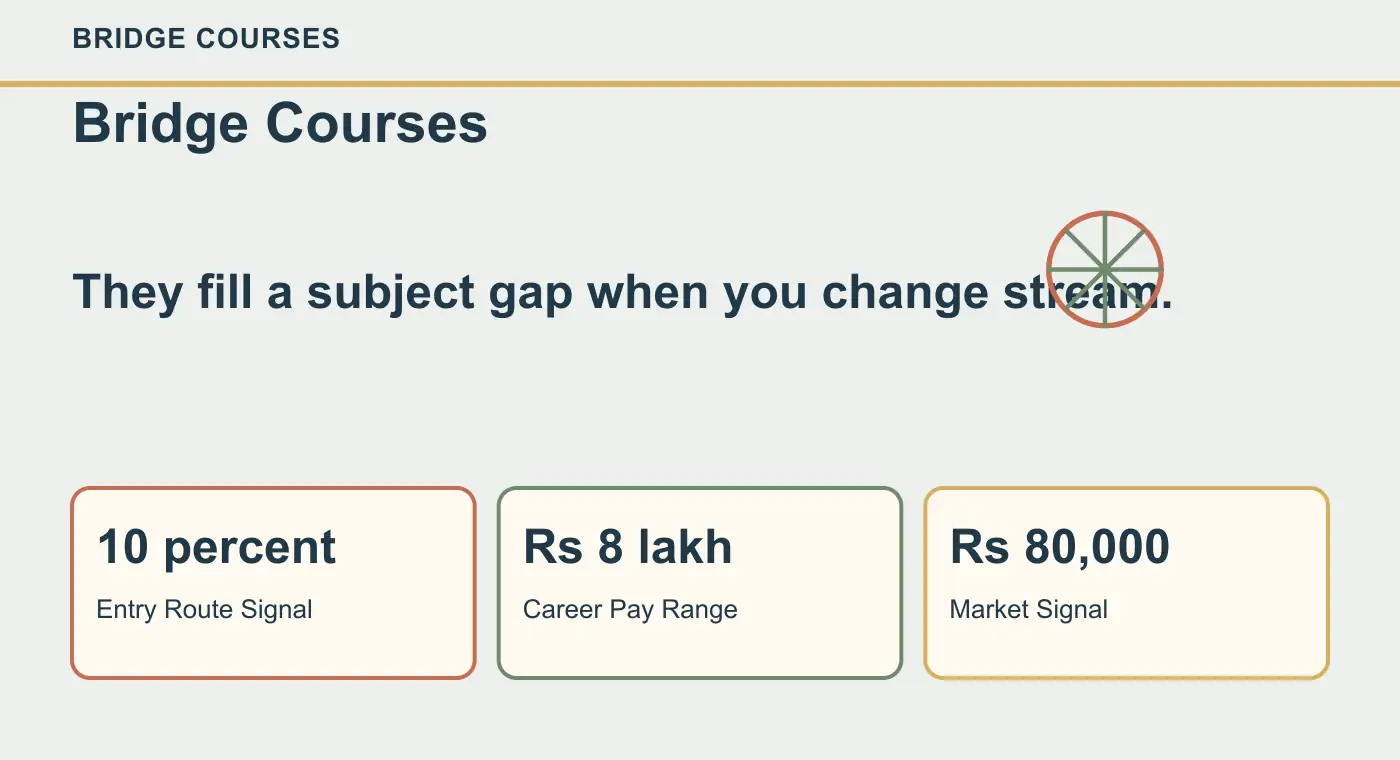 BRIDGE COURSES
Bridge Courses
They fill a subject gap when you change stream.
10 percent
Entry Route Signal
Rs 8 lakh
Career Pay Range
Rs 80,000
Market Signal